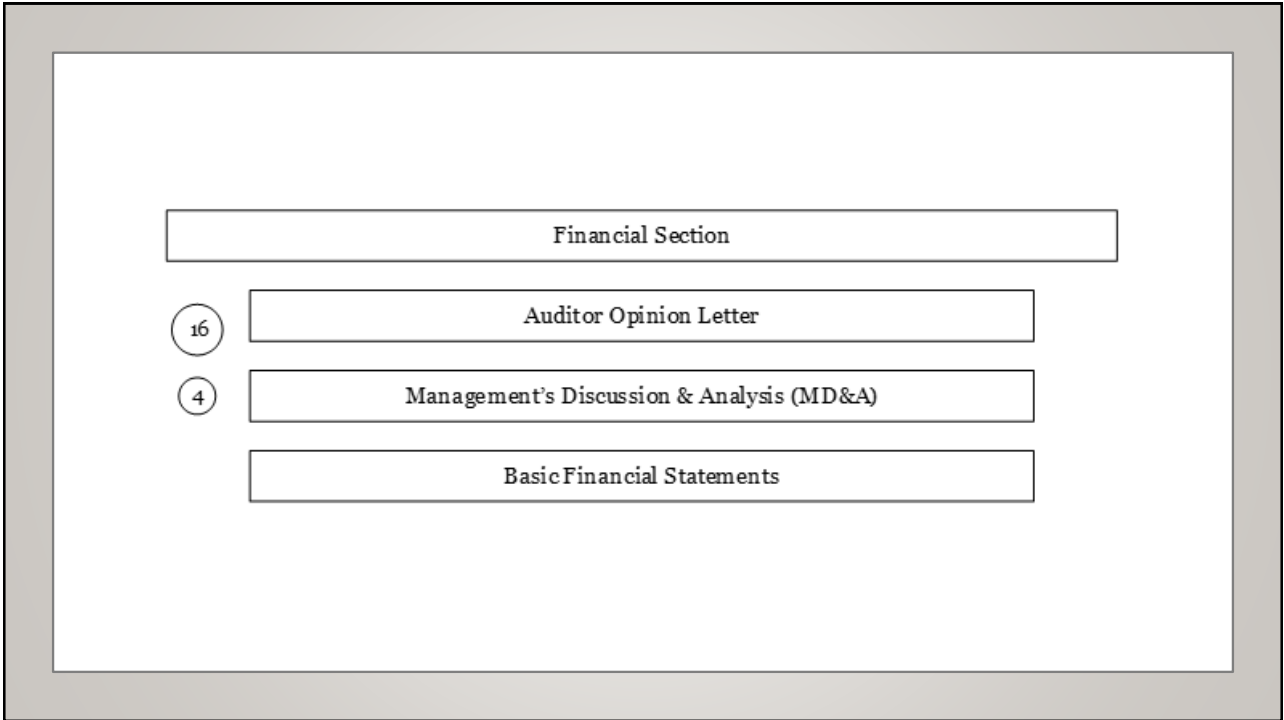 Financial Section
16
Auditor Opinion Letter
4
Management’s Discussion & Analysis (MD&A)
Basic Financial Statements